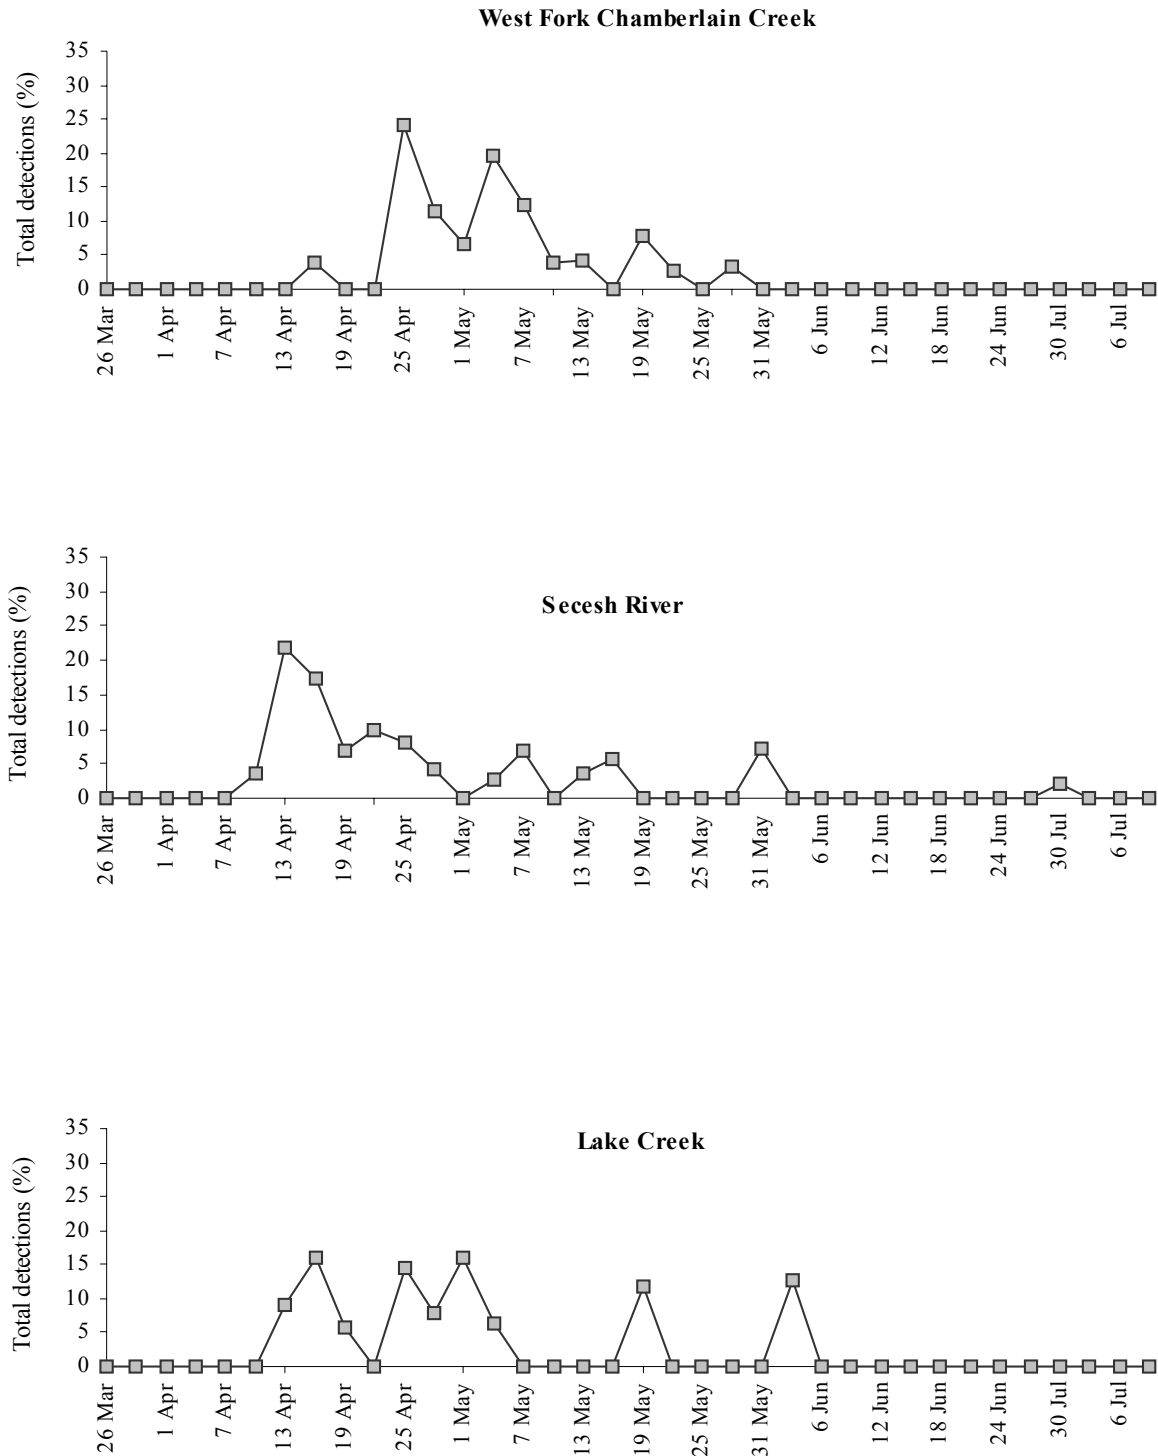 West Fork Chamberlain Creek
Total detections (%)
35
30
25
20
15
10
5
0
26 Mar
1 Apr
7 Apr
13 Apr
19 Apr
25 Apr
1 May
7 May
13 May
19 May
25 May
31 May
6 Jun
12 Jun
18 Jun
24 Jun
30 Jul
6 Jul
Secesh River
Total detections (%)
35
30
25
20
15
10
5
0
26 Mar
1 Apr
7 Apr
13 Apr
19 Apr
25 Apr
1 May
7 May
13 May
19 May
25 May
31 May
6 Jun
12 Jun
18 Jun
24 Jun
30 Jul
6 Jul
Lake Creek
Total detections (%)
35
30
25
20
15
10
5
0
26 Mar
1 Apr
7 Apr
13 Apr
19 Apr
25 Apr
1 May
7 May
13 May
19 May
25 May
31 May
6 Jun
12 Jun
18 Jun
24 Jun
30 Jul
6 Jul